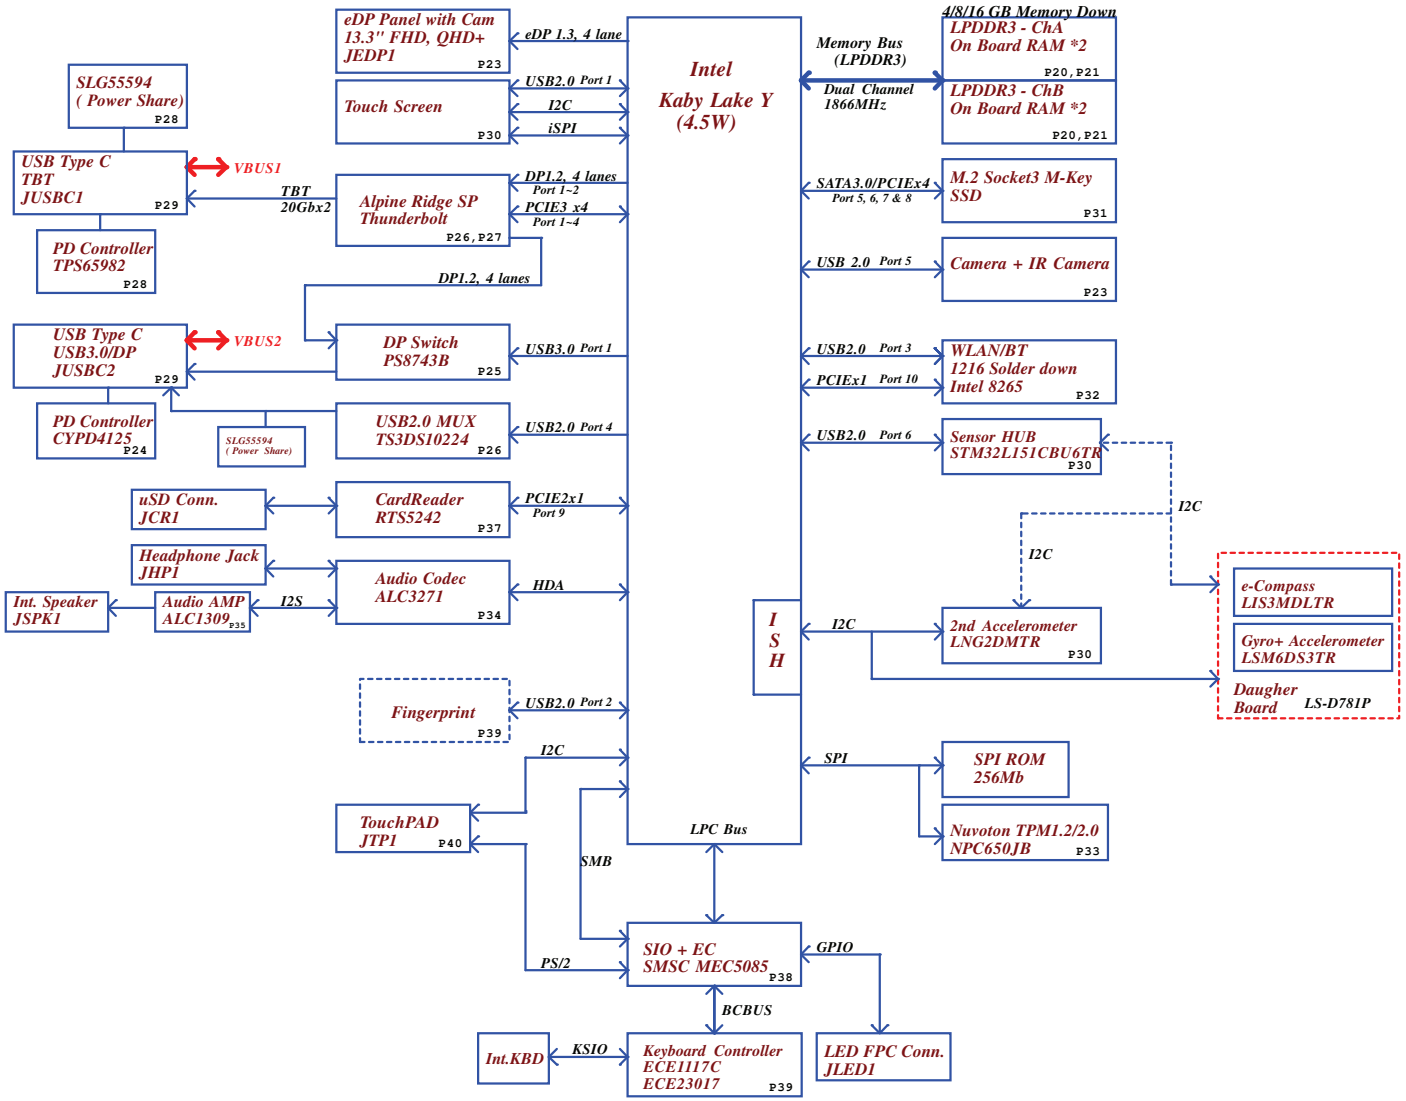 eDP Panel with Cam
13.3" FHD, QHD+
JEDP1
P23
eDP 1.3, 4 lane
Touch Screen
P30
USB2.0 Port 1
I2C
iSPI
SLG55594
( Power Share)
P28
USB Type C
TBT
JUSBC1
P29
VBUS1
TBT
20Gbx2
PD Controller
TPS65982
P28
Alpine Ridge SP
Thunderbolt
P26,P27
DP1.2, 4 lanes
Port 1~2
PCIE3 x4
Port 1~4
DP1.2, 4 lanes
USB Type C
USB3.0/DP
JUSBC2
P29
VBUS2
DP Switch
PS8743B
P25
USB3.0 Port 1
PD Controller
CYPD4125
P24
SLG55594
( Power Share)
USB2.0 MUX
TS3DS10224
P26
USB2.0 Port 4
uSD Conn.
JCR1
CardReader
RTS5242
P37
PCIE2x1
Port 9
Headphone Jack
JHP1
Int. Speaker
JSPK1
Audio AMP
ALC1309
P35
I2S
Audio Codec
ALC3271
P34
HDA
Fingerprint
P39
USB2.0 Port 2
I2C
TouchPAD
JTP1
P40
SMB
PS/2
Intel
Kaby Lake Y
(4.5W)
I
S
H
LPC Bus
4/8/16 GB Memory Down
LPDDR3 - ChA
On Board RAM *2
P20,P21
LPDDR3 - ChB
On Board RAM *2
P20,P21
Memory Bus
(LPDDR3)
Dual Channel
1866MHz
SATA3.0/PCIEx4
Port 5, 6, 7 & 8
M.2 Socket3 M-Key
SSD
P31
USB 2.0 Port 5
Camera + IR Camera
P23
USB2.0 Port 3
PCIEx1 Port 10
WLAN/BT
1216 Solder down
Intel 8265
P32
USB2.0 Port 6
Sensor HUB
STM32L151CBU6TR
P30
I2C
I2C
I2C
2nd Accelerometer
LNG2DMTR
P30
e-Compass
LIS3MDLTR
Gyro+ Accelerometer
LSM6DS3TR
Daugher
Board
LS-D781P
SPI
SPI ROM
256Mb
Nuvoton TPM1.2/2.0
NPC650JB
P33
SIO + EC
SMSC MEC5085
P38
GPIO
BCBUS
Int.KBD
KSIO
Keyboard Controller
ECE1117C
ECE23017
P39
LED FPC Conn.
JLED1